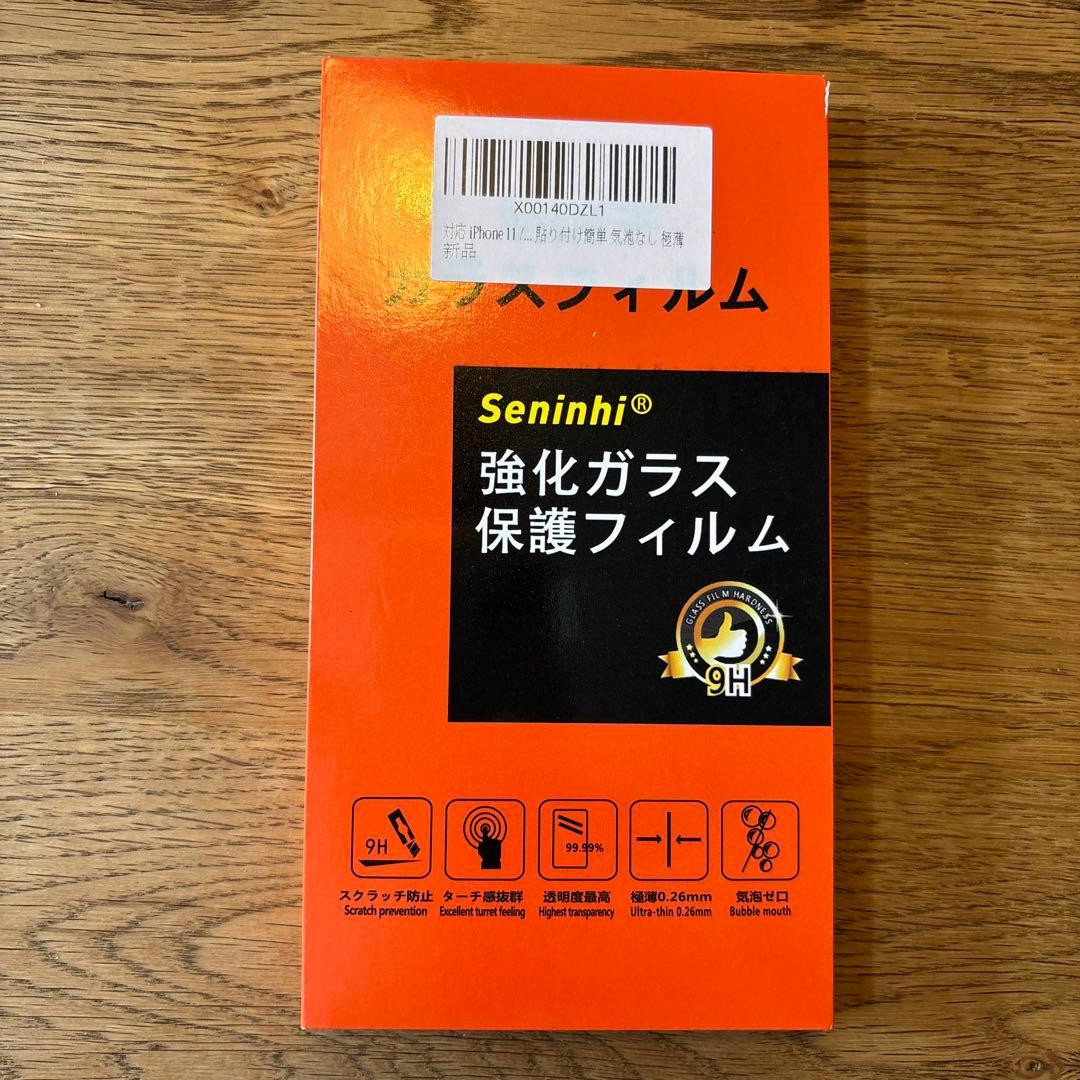 X00140DZL1
対応 iPhone 11 /... 貼り付け簡単 気泡なし 極薄
新品
ガラスフィルム
Seninhi®
強化ガラス
保護フィルム
GLASS FILM HARDNESS
9H
9H
99.99%
スクラッチ防止 ターチ感抜群 透明度最高 極薄0.26mm 気泡ゼロ
Scratch prevention Excellent turret feeling Highest transparency Ultra-thin 0.26mm Bubble mouth